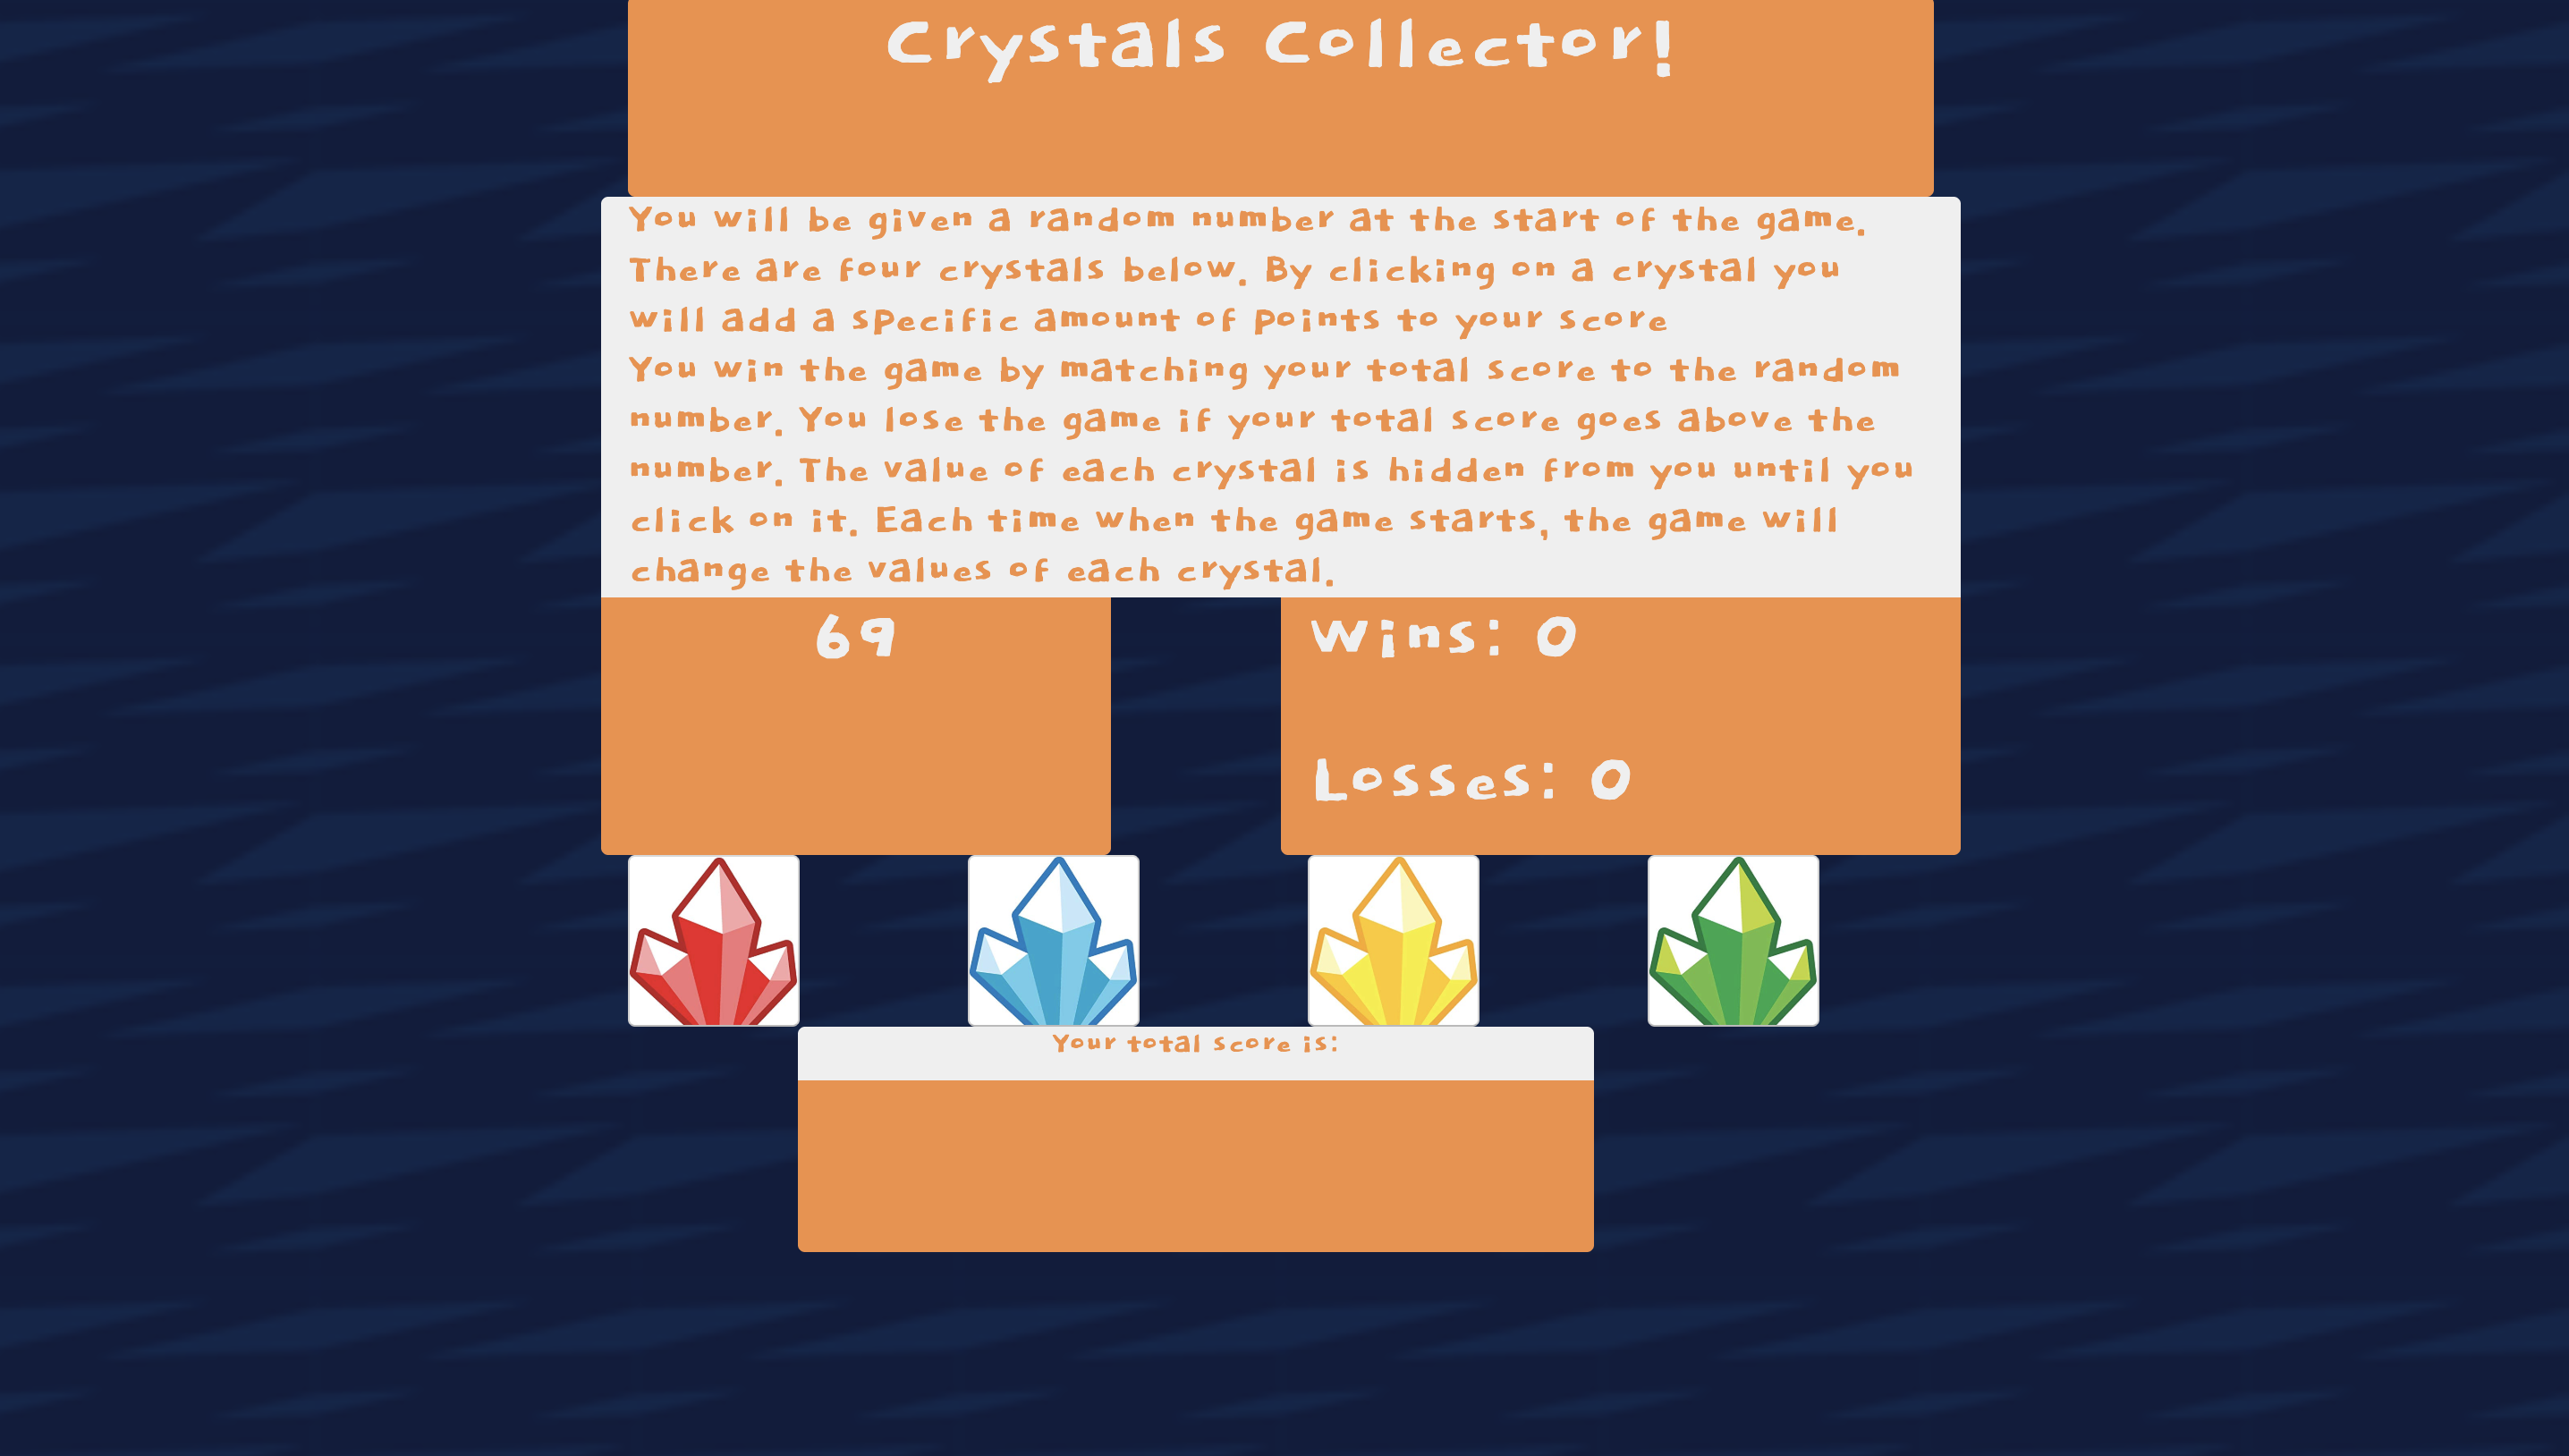 Crystals Collector!
You will be given a random number at the start of the game.
There are four crystals below. By clicking on a crystal you
will add a specific amount of points to your score
You win the game by matching your total score to the random
number. You lose the game if your total score goes above the
number. The value of each crystal is hidden from you until you
click on it. Each time when the game starts, the game will
change the values of each crystal.
69
Wins: 0
Losses: 0
Your total score is: